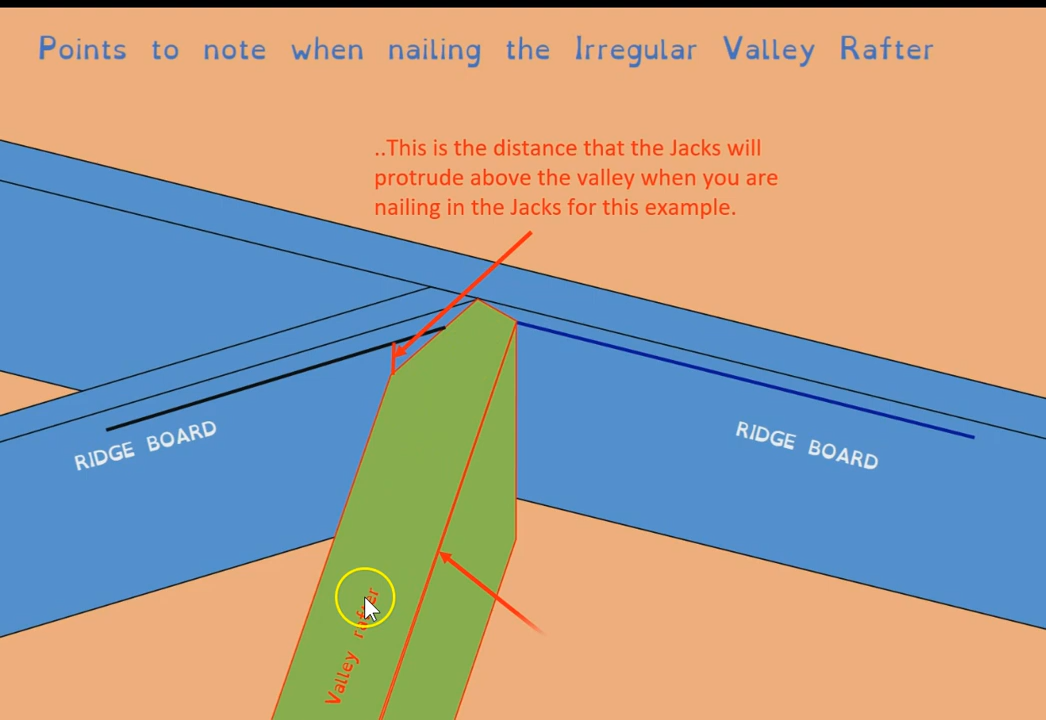 Points to note when nailing the Irregular Valley Rafter
..This is the distance that the Jacks will
protrude above the valley when you are
nailing in the Jacks for this example.
RIDGE BOARD
RIDGE BOARD
Valley rafter